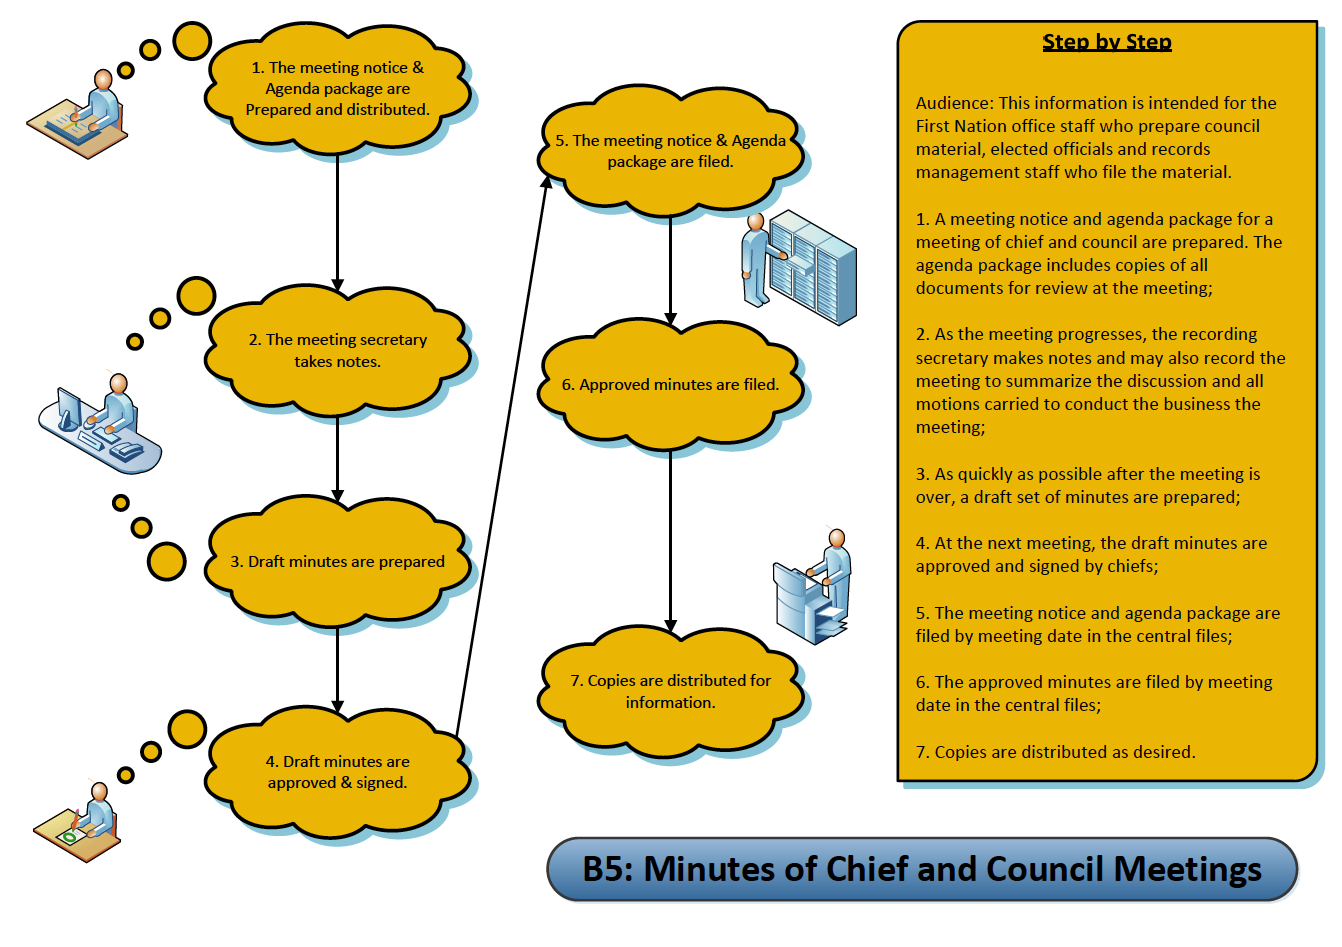 1. The meeting notice &
Agenda package are
Prepared and distributed.
2. The meeting secretary
takes notes.
3. Draft minutes are prepared
4. Draft minutes are
approved & signed.
5. The meeting notice & Agenda
package are filed.
6. Approved minutes are filed.
7. Copies are distributed for
information.
Step by Step
Audience: This information is intended for the
First Nation office staff who prepare council
material, elected officials and records
management staff who file the material.
1. A meeting notice and agenda package for a
meeting of chief and council are prepared. The
agenda package includes copies of all
documents for review at the meeting;
2. As the meeting progresses, the recording
secretary makes notes and may also record the
meeting to summarize the discussion and all
motions carried to conduct the business the
meeting;
3. As quickly as possible after the meeting is
over, a draft set of minutes are prepared;
4. At the next meeting, the draft minutes are
approved and signed by chiefs;
5. The meeting notice and agenda package are
filed by meeting date in the central files;
6. The approved minutes are filed by meeting
date in the central files;
7. Copies are distributed as desired.
B5: Minutes of Chief and Council Meetings